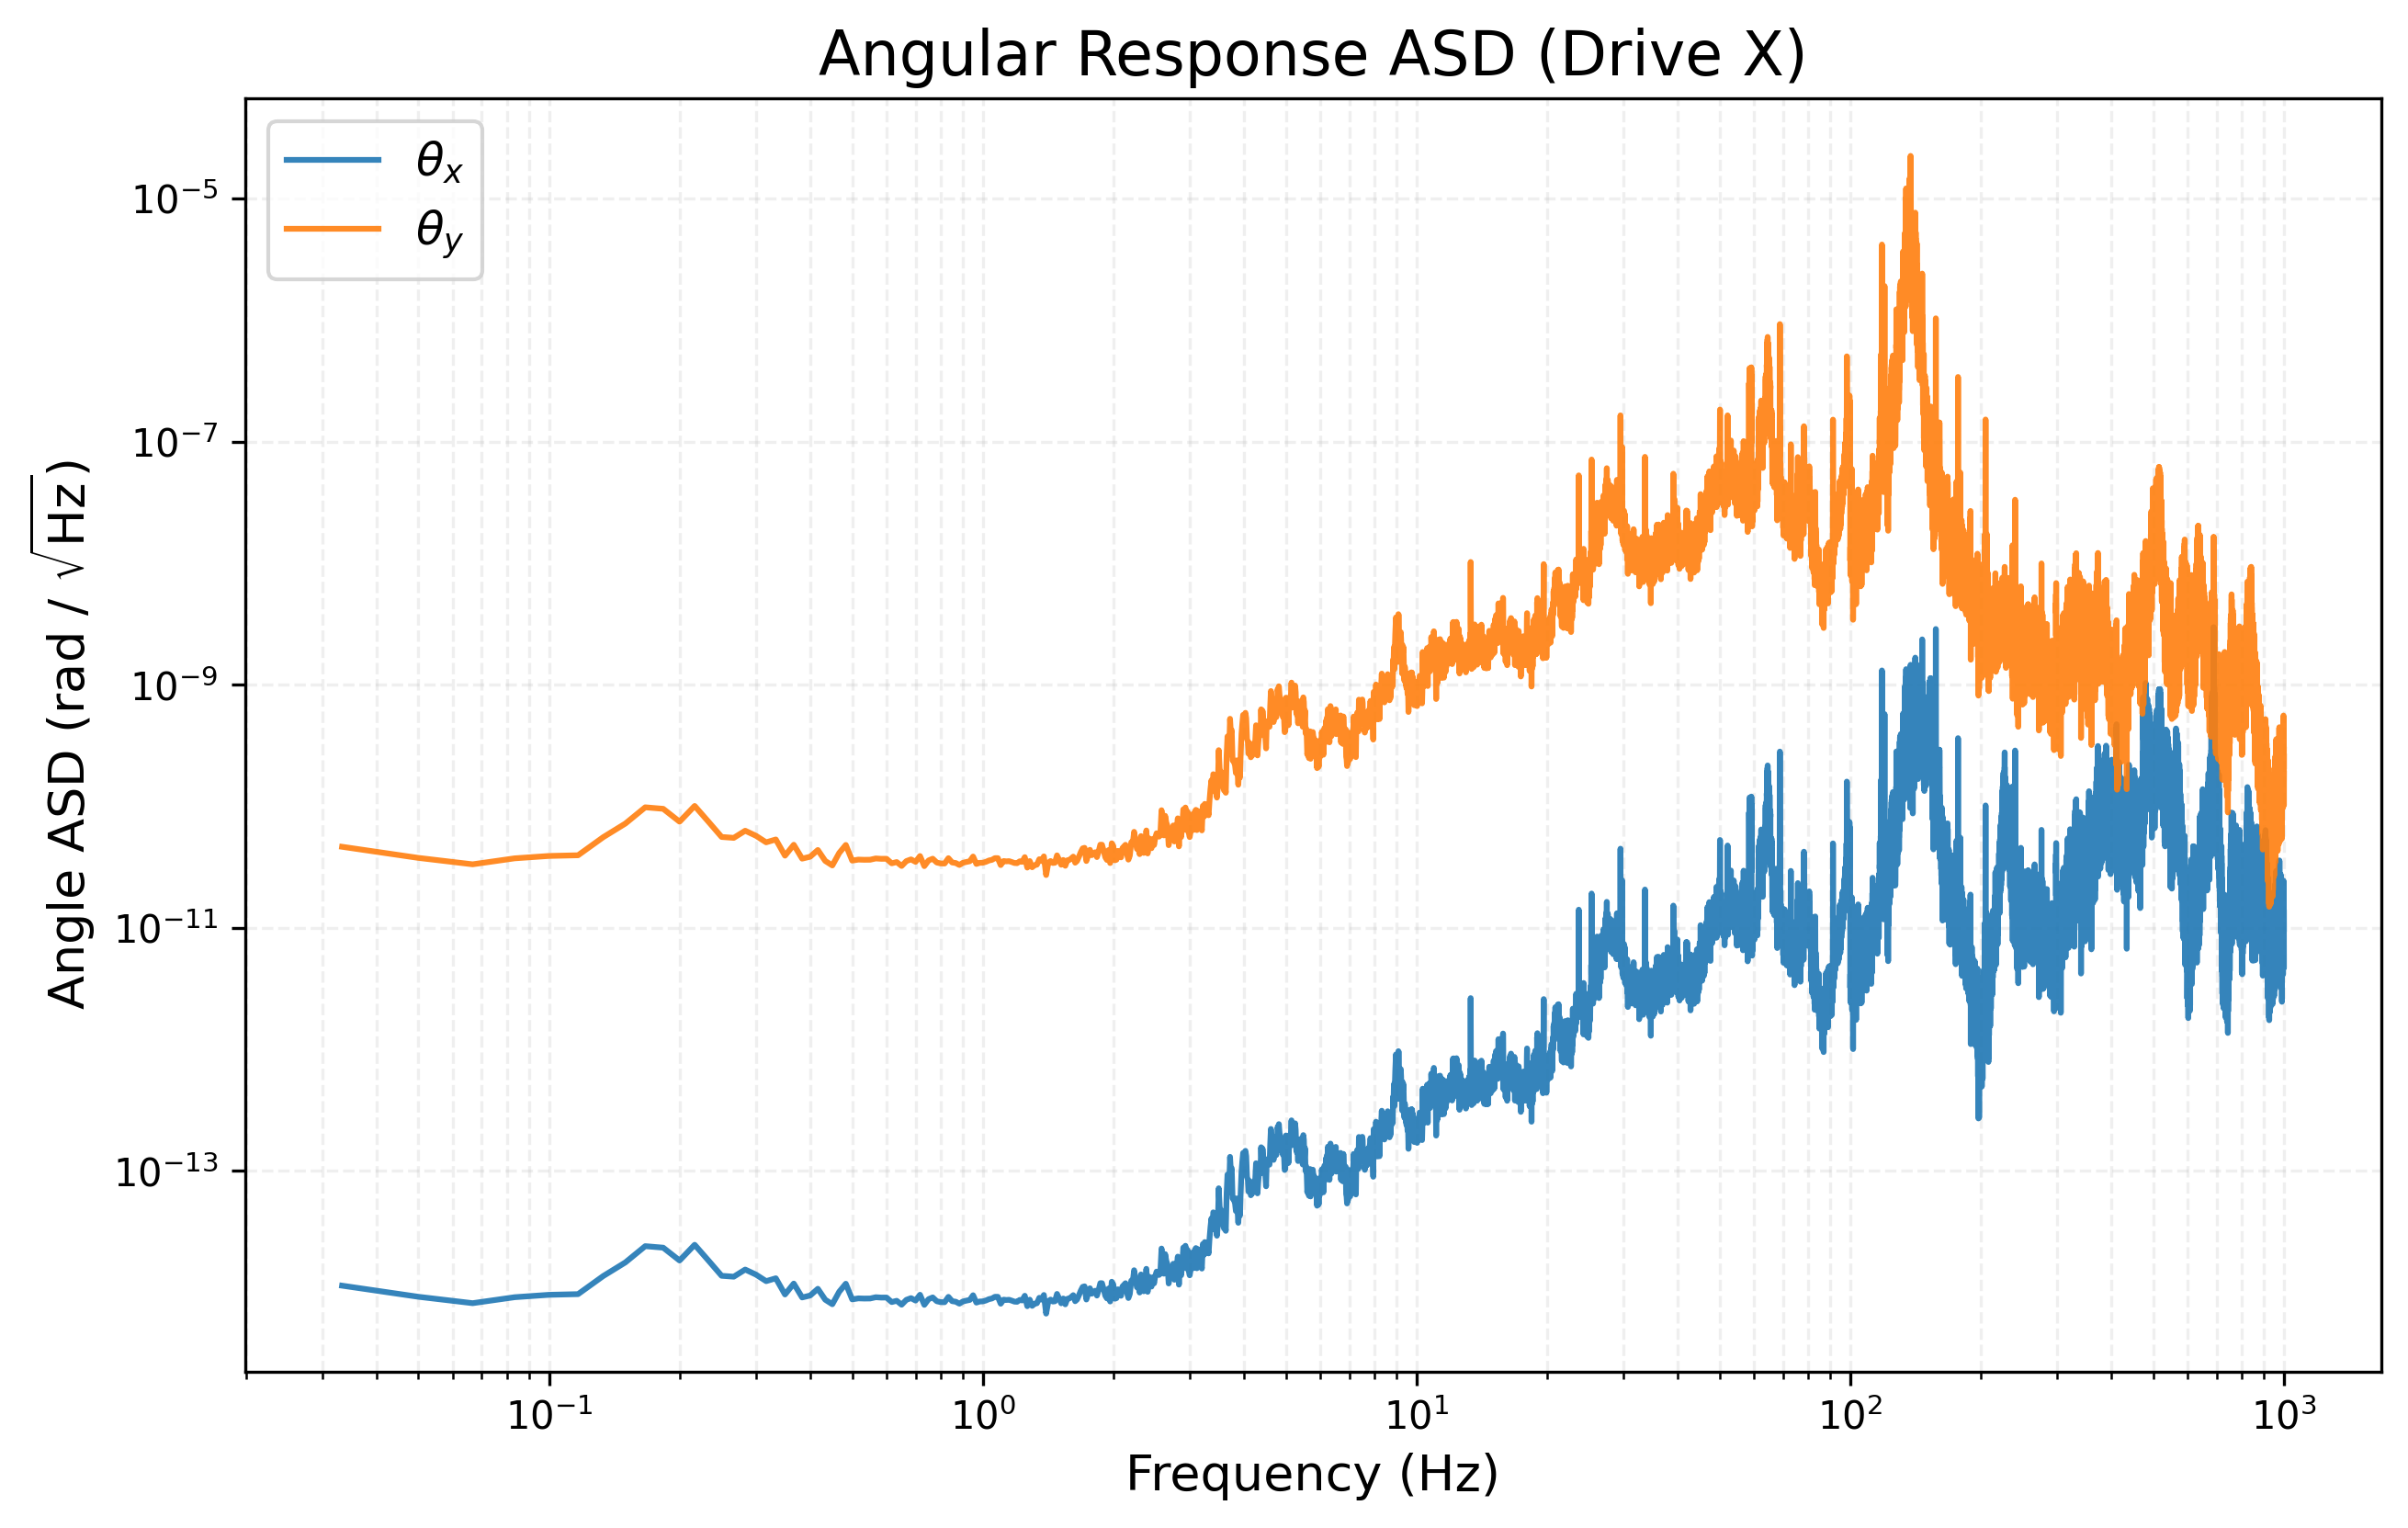 Angular Response ASD (Drive X)
θx
θy
Angle ASD (rad / √Hz)
10⁻⁵
10⁻⁷
10⁻⁹
10⁻¹¹
10⁻¹³
10⁻¹ 10⁰ 10¹ 10² 10³
Frequency (Hz)